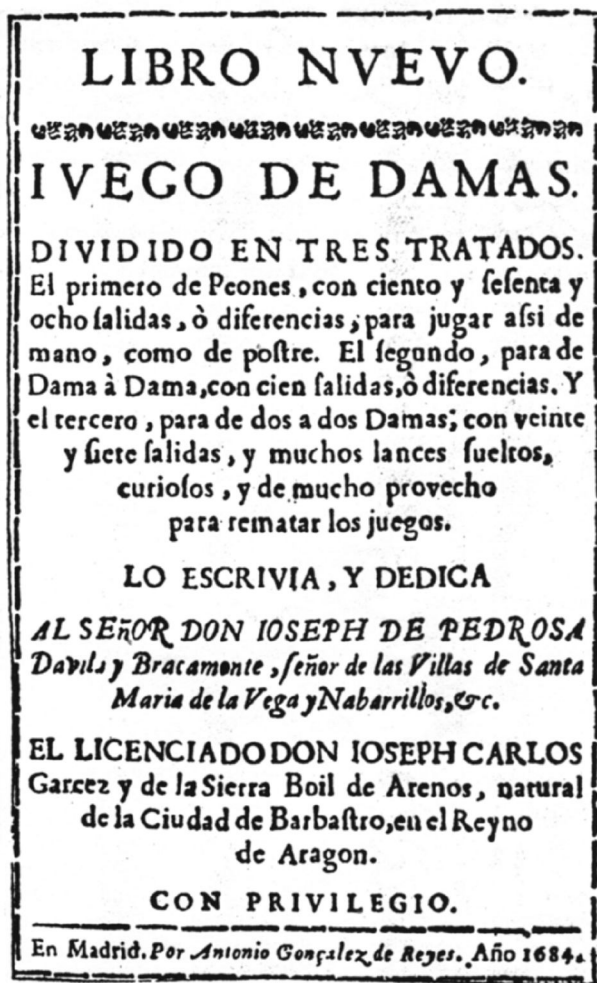 LIBRO NVEVO.
IVEGO DE DAMAS.
DIVIDIDO EN TRES TRATADOS.
El primero de Peones, con ciento y ſeſenta y
ocho ſalidas, ò diferencias, para jugar aſsi de
mano, como de poſtre. El ſegundo, para de
Dama à Dama, con cien ſalidas, ò diferencias. Y
el tercero, para de dos a dos Damas; con veinte
y ſiete ſalidas, y muchos lances ſueltos,
curioſos, y de mucho provecho
para rematar los juegos.
LO ESCRIVIA, Y DEDICA
AL SEñOR DON IOSEPH DE PEDROSA
Davila y Bracamonte, ſeñor de las Villas de Santa
Maria de la Vega y Nabarrillos, &c.
EL LICENCIADO DON IOSEPH CARLOS
Garcez y de la Sierra Boil de Arenos, natural
de la Ciudad de Barbaſtro, en el Reyno
de Aragon.
CON PRIVILEGIO.
En Madrid. Por Antonio Gonçalez de Reyes. Año 1684.